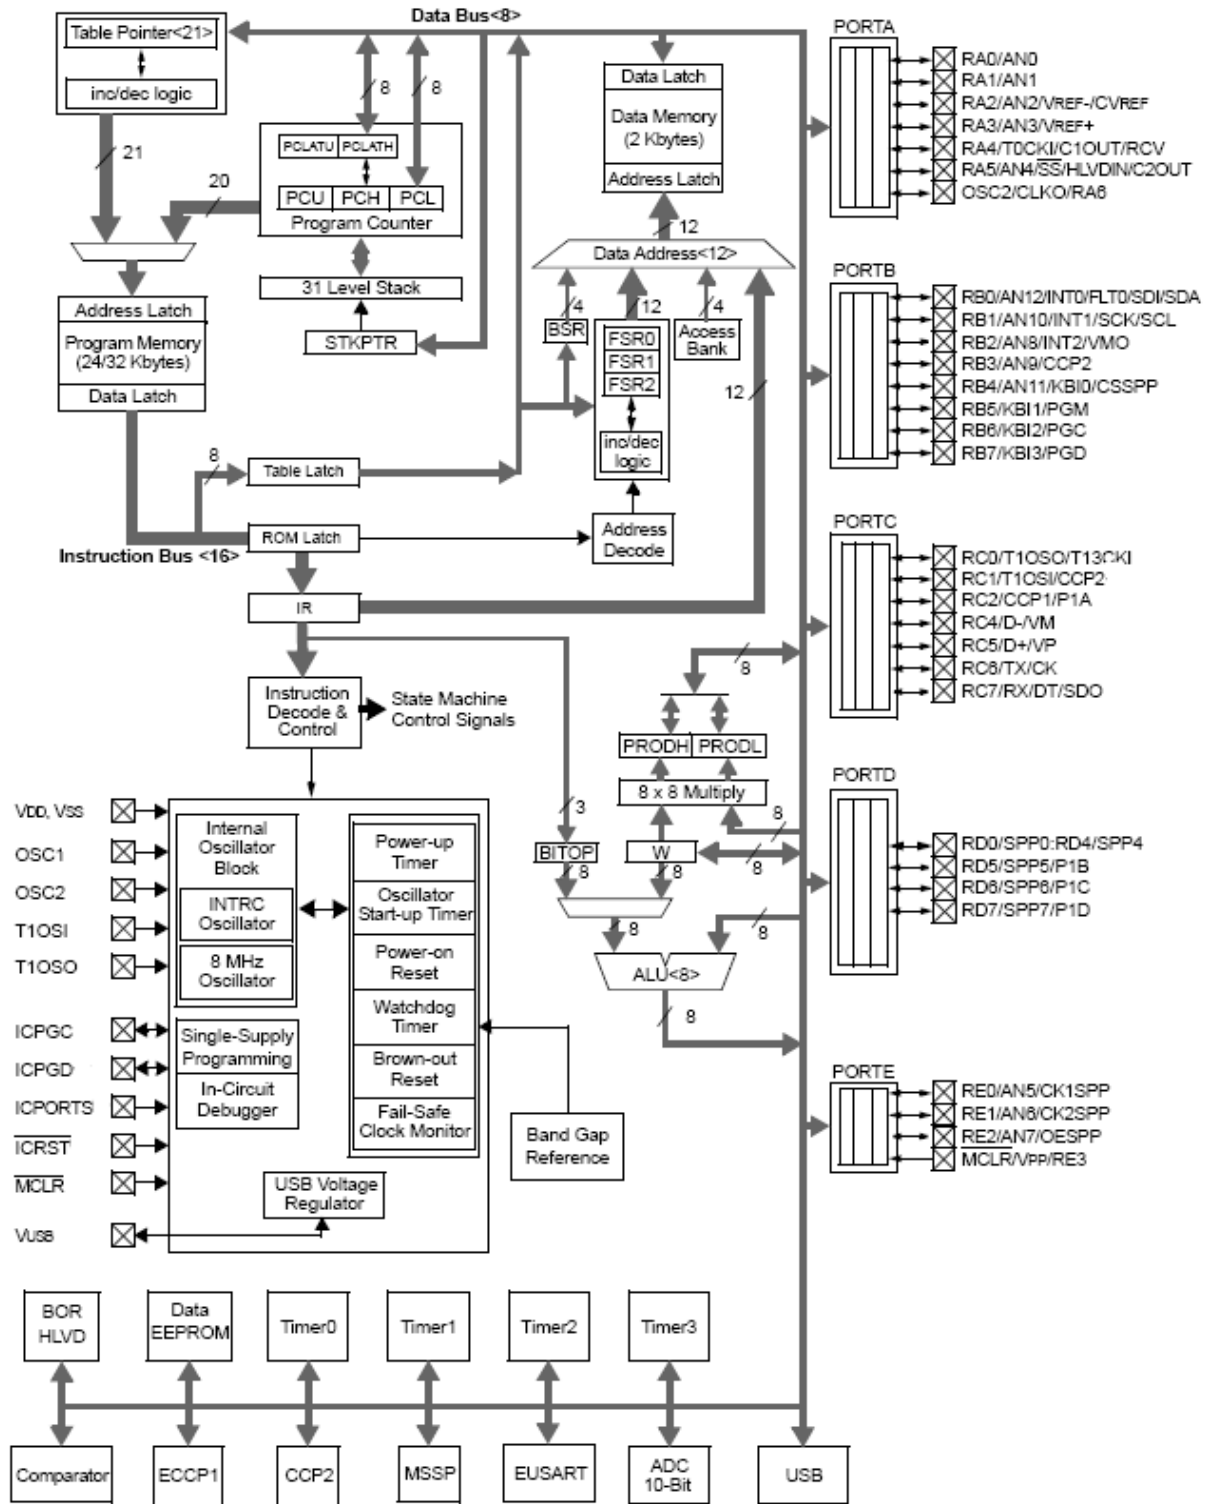 Data Bus<8>
Table Pointer<21>
inc/dec logic
21
20
8
8
PCLATU PCLATH
PCU PCH PCL
Program Counter
31 Level Stack
STKPTR
Data Latch
Data Memory
(2 Kbytes)
Address Latch
12
Data Address<12>
4
12
4
BSR
FSR0
FSR1
FSR2
inc/dec
logic
Access
Bank
12
Address Latch
Program Memory
(24/32 Kbytes)
Data Latch
8
Table Latch
ROM Latch
Instruction Bus <16>
Address
Decode
IR
Instruction
Decode &
Control
State Machine
Control Signals
8
PRODH PRODL
8 x 8 Multiply
3
8
BITOP
W
8
8
8
8
8
ALU<8>
8
VDD, VSS
OSC1
OSC2
T1OSI
T1OSO
ICPGC
ICPGD
ICPORTS
ICRST
MCLR
VUSB
Internal
Oscillator
Block
INTRC
Oscillator
8 MHz
Oscillator
Single-Supply
Programming
In-Circuit
Debugger
Power-up
Timer
Oscillator
Start-up Timer
Power-on
Reset
Watchdog
Timer
Brown-out
Reset
Fail-Safe
Clock Monitor
USB Voltage
Regulator
Band Gap
Reference
PORTA
RA0/AN0
RA1/AN1
RA2/AN2/VREF-/CVREF
RA3/AN3/VREF+
RA4/T0CKI/C1OUT/RCV
RA5/AN4/SS/HLVDIN/C2OUT
OSC2/CLKO/RA6
PORTB
RB0/AN12/INT0/FLT0/SDI/SDA
RB1/AN10/INT1/SCK/SCL
RB2/AN8/INT2/VMO
RB3/AN9/CCP2
RB4/AN11/KBI0/CSSPP
RB5/KBI1/PGM
RB6/KBI2/PGC
RB7/KBI3/PGD
PORTC
RC0/T1OSO/T13CKI
RC1/T1OSI/CCP2
RC2/CCP1/P1A
RC4/D-/VM
RC5/D+/VP
RC6/TX/CK
RC7/RX/DT/SDO
PORTD
RD0/SPP0:RD4/SPP4
RD5/SPP5/P1B
RD6/SPP6/P1C
RD7/SPP7/P1D
PORTE
RE0/AN5/CK1SPP
RE1/AN6/CK2SPP
RE2/AN7/OESPP
MCLR/VPP/RE3
BOR
HLVD
Data
EEPROM
Timer0
Timer1
Timer2
Timer3
Comparator
ECCP1
CCP2
MSSP
EUSART
ADC
10-Bit
USB